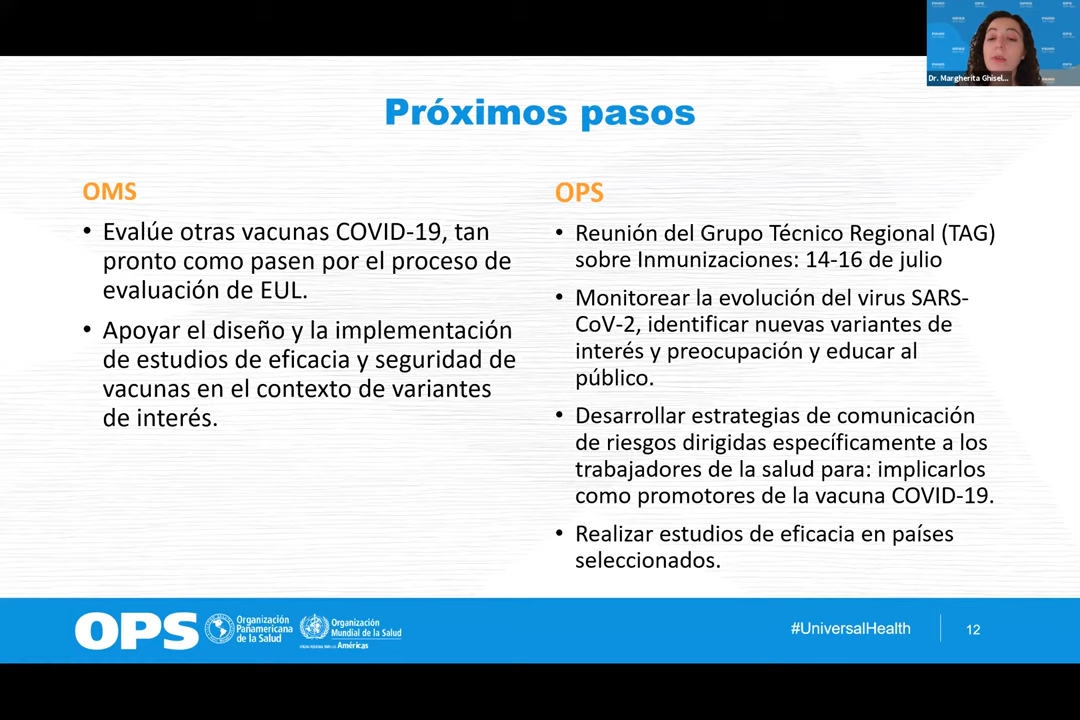 Dr. Margherita Ghisel...
Próximos pasos
OMS
• Evalúe otras vacunas COVID-19, tan
pronto como pasen por el proceso de
evaluación de EUL.
• Apoyar el diseño y la implementación
de estudios de eficacia y seguridad de
vacunas en el contexto de variantes
de interés.
OPS
• Reunión del Grupo Técnico Regional (TAG)
sobre Inmunizaciones: 14-16 de julio
• Monitorear la evolución del virus SARS-
CoV-2, identificar nuevas variantes de
interés y preocupación y educar al
público.
• Desarrollar estrategias de comunicación
de riesgos dirigidas específicamente a los
trabajadores de la salud para: implicarlos
como promotores de la vacuna COVID-19.
• Realizar estudios de eficacia en países
seleccionados.
OPS
Organización
Panamericana
de la Salud
Organización
Mundial de la Salud
Américas
#UniversalHealth
12